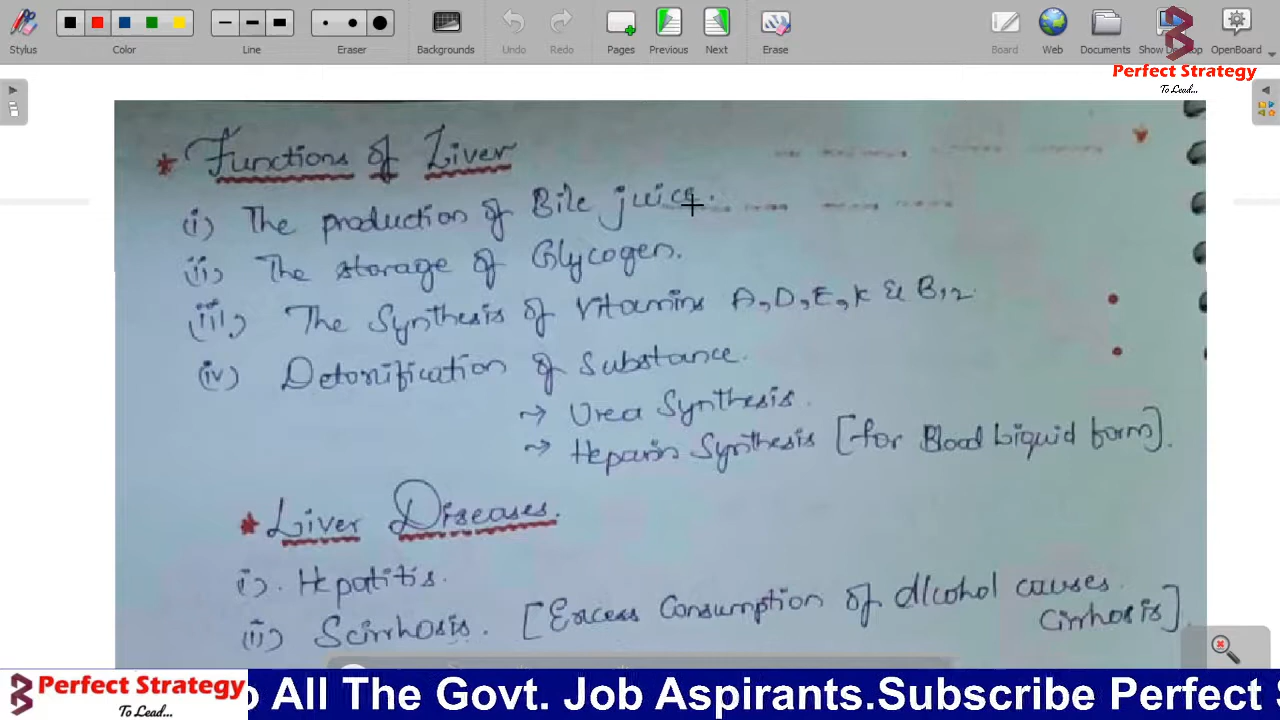 Stylus
Color
Line
Eraser
Backgrounds
Undo
Redo
Pages
Previous
Next
Erase
Board
Web
Documents
Show
OpenBoard
Perfect Strategy
To Lead...
* Functions of Liver
(i) The production of Bile juice.
(ii) The storage of Glycogen.
(iii) The Synthesis of Vitamins A, D, E, K & B12.
(iv) Detoxification of Substance.
→ Urea Synthesis.
→ Heparin Synthesis [for Blood Liquid form].
* Liver Diseases.
i). Hepatitis.
(ii) Scirrhosis. [Excess Consumption of Alcohol causes.
cirrhosis]
Perfect Strategy
To Lead...
All The Govt. Job Aspirants.Subscribe Perfect